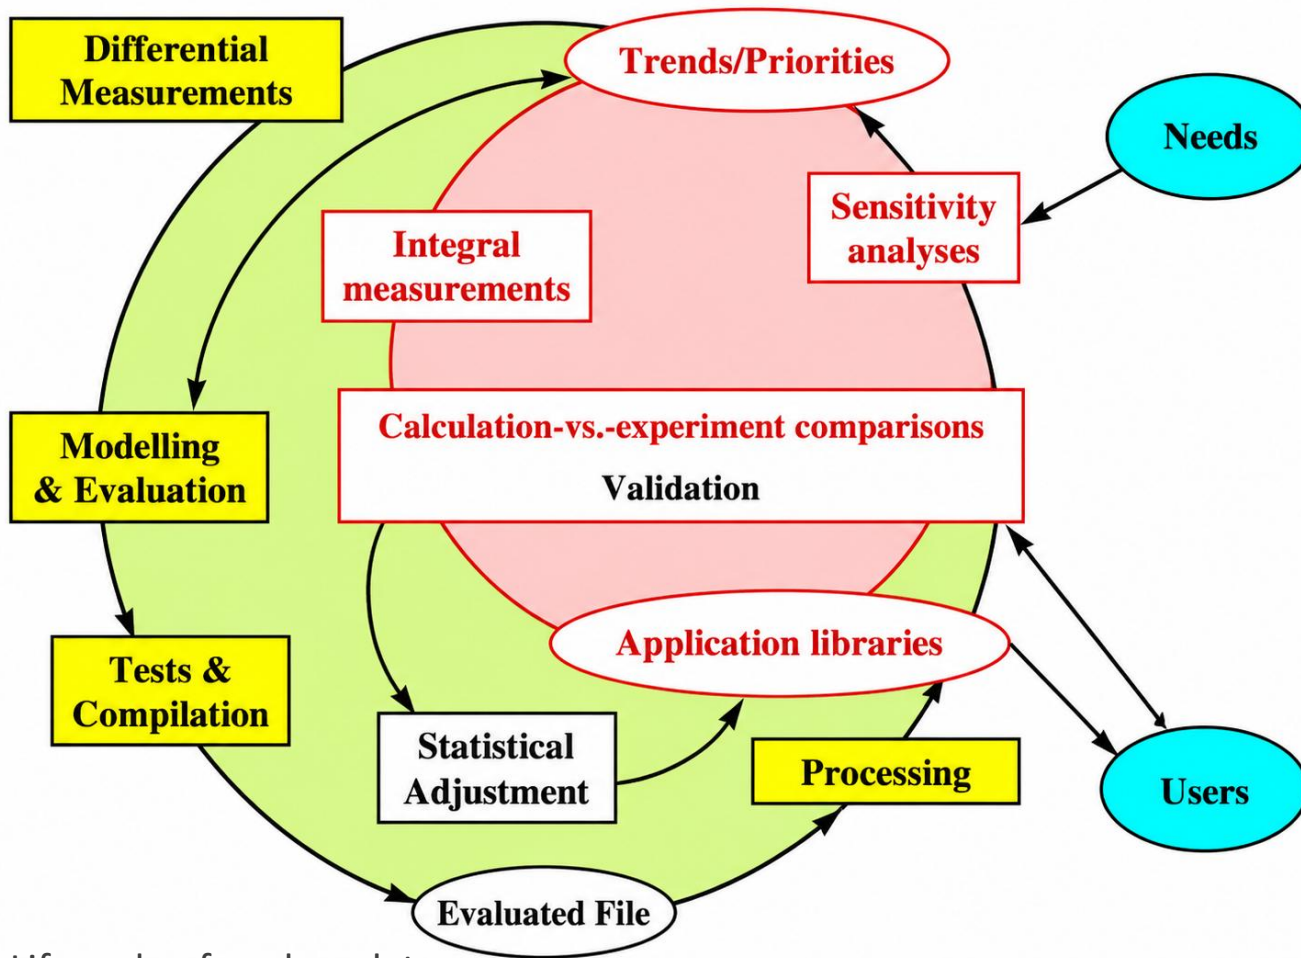 Differential
Measurements
Trends/Priorities
Needs
Sensitivity
analyses
Integral
measurements
Calculation-vs.-experiment comparisons
Validation
Modelling
& Evaluation
Application libraries
Tests &
Compilation
Statistical
Adjustment
Processing
Users
Evaluated File